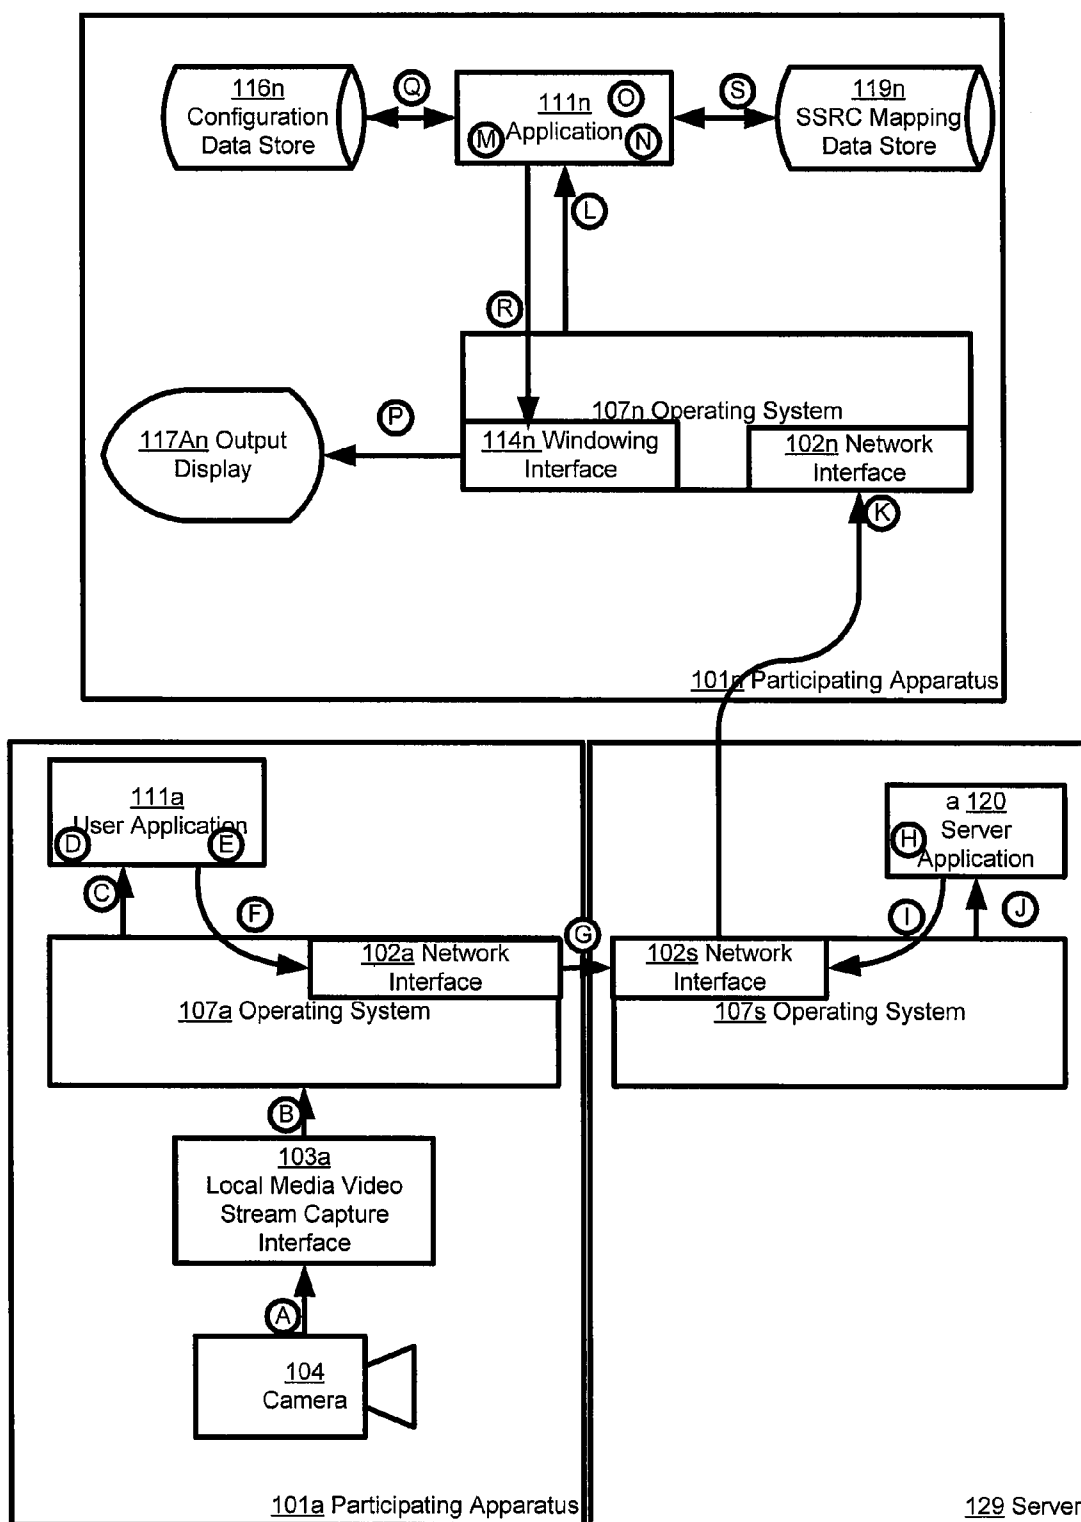 116n
Configuration
Data Store
Q
111n
Application
O
M
N
S
119n
SSRC Mapping
Data Store
L
R
P
107n Operating System
117An Output
Display
114n Windowing
Interface
102n Network
Interface
K
101n Participating Apparatus
111a
User Application
D
E
C
F
G
102a Network
Interface
107a Operating System
B
103a
Local Media Video
Stream Capture
Interface
A
104
Camera
101a Participating Apparatus
a 120
Server
Application
H
I
J
102s Network
Interface
107s Operating System
129 Server